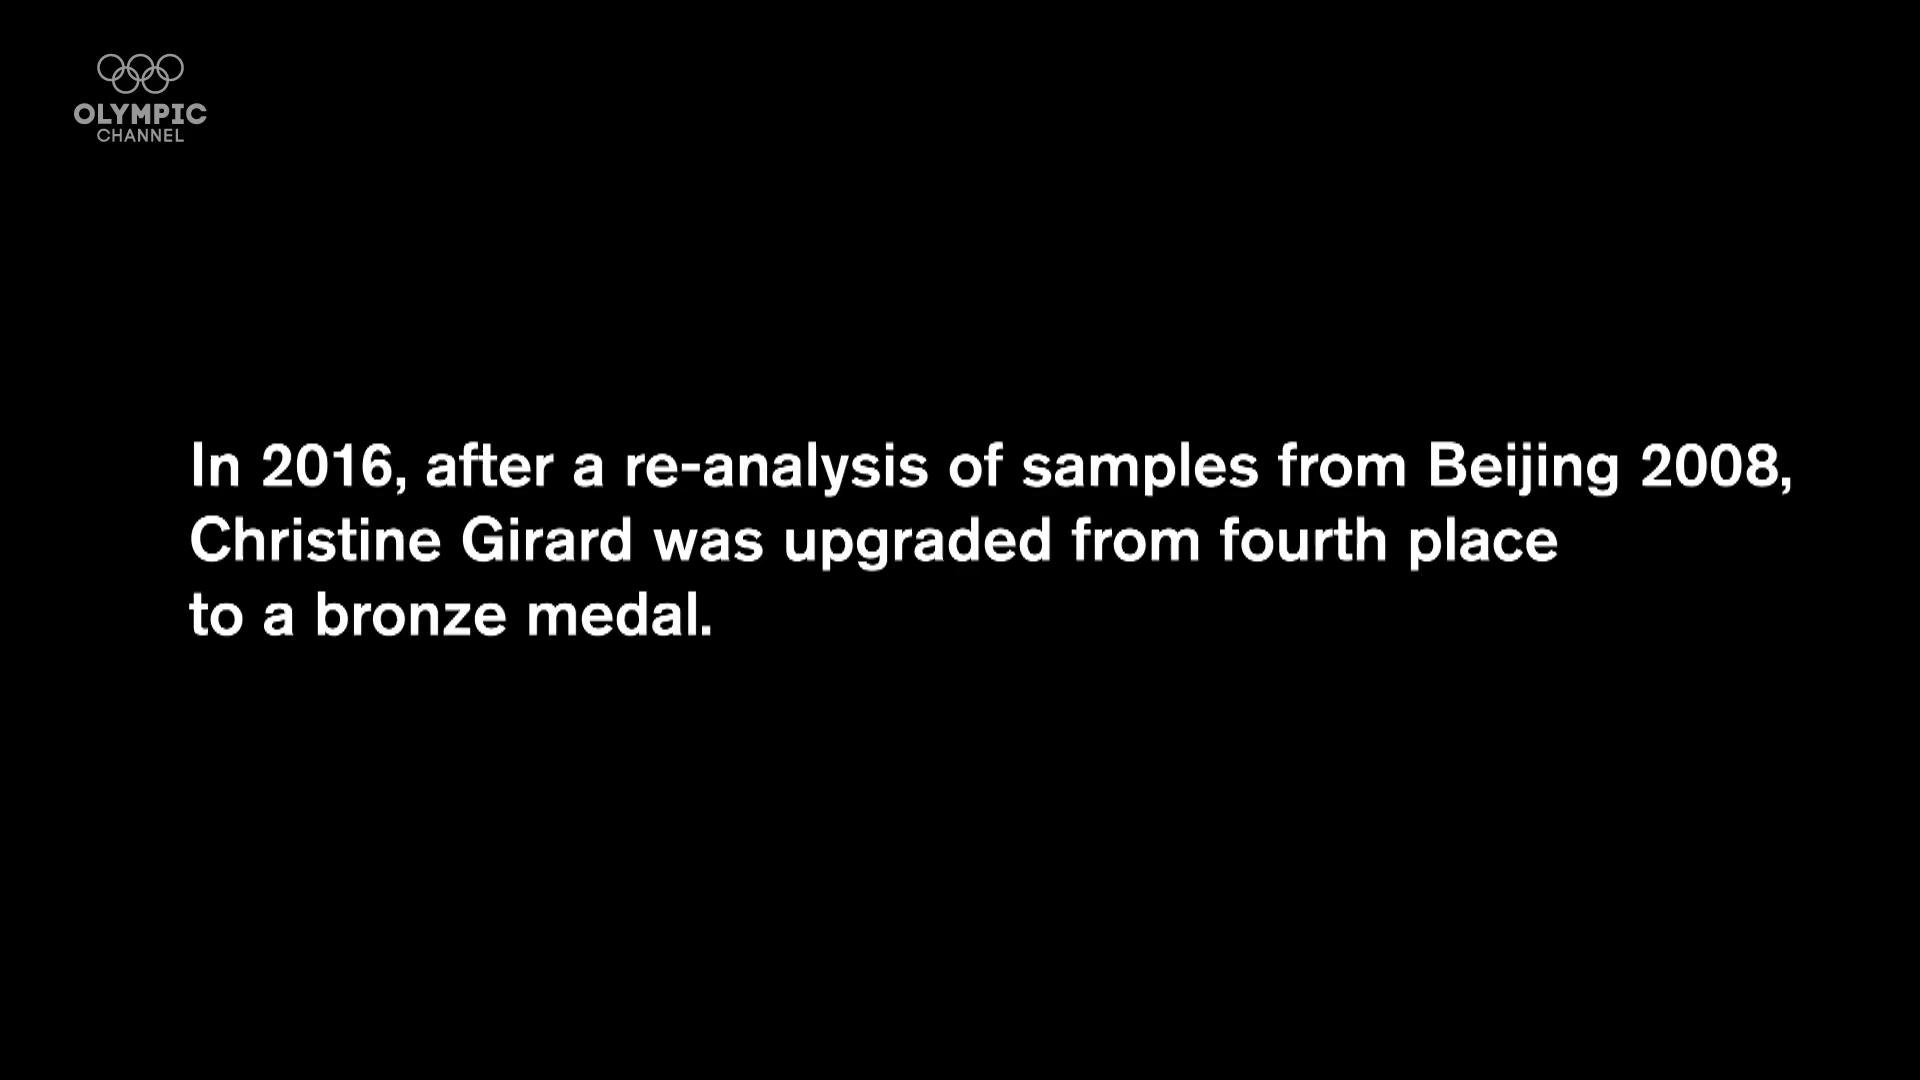 OLYMPIC
CHANNEL
In 2016, after a re-analysis of samples from Beijing 2008,
Christine Girard was upgraded from fourth place
to a bronze medal.